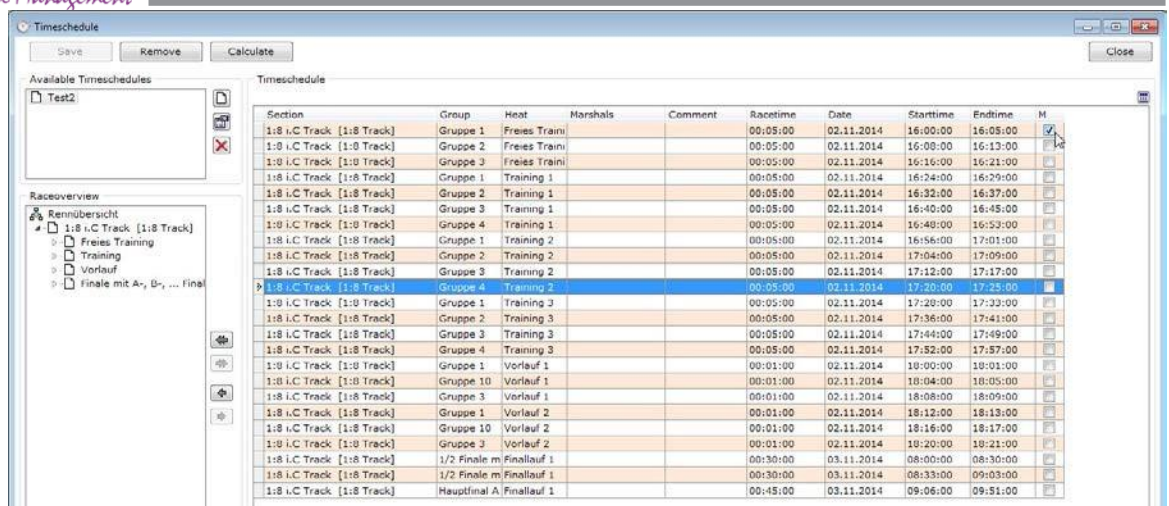 Management
Timeschedule
Save Remove Calculate Close
Available Timeschedules
Test2
Raceoverview
Rennübersicht
1:8 i.C Track [1:8 Track]
Freies Training
Training
Vorlauf
Finale mit A-, B-, ... Final
Timeschedule
Section Group Heat Marshals Comment Racetime Date Starttime Endtime M
1:8 i.C Track [1:8 Track] Gruppe 1 Freies Traini 00:05:00 02.11.2014 16:00:00 16:05:00
1:8 i.C Track [1:8 Track] Gruppe 2 Freies Traini 00:05:00 02.11.2014 16:08:00 16:13:00
1:8 i.C Track [1:8 Track] Gruppe 3 Freies Traini 00:05:00 02.11.2014 16:16:00 16:21:00
1:8 i.C Track [1:8 Track] Gruppe 1 Training 1 00:05:00 02.11.2014 16:24:00 16:29:00
1:8 i.C Track [1:8 Track] Gruppe 2 Training 1 00:05:00 02.11.2014 16:32:00 16:37:00
1:8 i.C Track [1:8 Track] Gruppe 3 Training 1 00:05:00 02.11.2014 16:40:00 16:45:00
1:8 i.C Track [1:8 Track] Gruppe 4 Training 1 00:05:00 02.11.2014 16:48:00 16:53:00
1:8 i.C Track [1:8 Track] Gruppe 1 Training 2 00:05:00 02.11.2014 16:56:00 17:01:00
1:8 i.C Track [1:8 Track] Gruppe 2 Training 2 00:05:00 02.11.2014 17:04:00 17:09:00
1:8 i.C Track [1:8 Track] Gruppe 3 Training 2 00:05:00 02.11.2014 17:12:00 17:17:00
1:8 i.C Track [1:8 Track] Gruppe 4 Training 2 00:05:00 02.11.2014 17:20:00 17:25:00
1:8 i.C Track [1:8 Track] Gruppe 1 Training 3 00:05:00 02.11.2014 17:28:00 17:33:00
1:8 i.C Track [1:8 Track] Gruppe 2 Training 3 00:05:00 02.11.2014 17:36:00 17:41:00
1:8 i.C Track [1:8 Track] Gruppe 3 Training 3 00:05:00 02.11.2014 17:44:00 17:49:00
1:8 i.C Track [1:8 Track] Gruppe 4 Training 3 00:05:00 02.11.2014 17:52:00 17:57:00
1:8 i.C Track [1:8 Track] Gruppe 1 Vorlauf 1 00:01:00 02.11.2014 18:00:00 18:01:00
1:8 i.C Track [1:8 Track] Gruppe 10 Vorlauf 1 00:01:00 02.11.2014 18:04:00 18:05:00
1:8 i.C Track [1:8 Track] Gruppe 3 Vorlauf 1 00:01:00 02.11.2014 18:08:00 18:09:00
1:8 i.C Track [1:8 Track] Gruppe 1 Vorlauf 2 00:01:00 02.11.2014 18:12:00 18:13:00
1:8 i.C Track [1:8 Track] Gruppe 10 Vorlauf 2 00:01:00 02.11.2014 18:16:00 18:17:00
1:8 i.C Track [1:8 Track] Gruppe 3 Vorlauf 2 00:01:00 02.11.2014 18:20:00 18:21:00
1:8 i.C Track [1:8 Track] 1/2 Finale m Finallauf 1 00:30:00 03.11.2014 08:00:00 08:30:00
1:8 i.C Track [1:8 Track] 1/2 Finale m Finallauf 1 00:30:00 03.11.2014 08:33:00 09:03:00
1:8 i.C Track [1:8 Track] Hauptfinal A Finallauf 1 00:45:00 03.11.2014 09:06:00 09:51:00